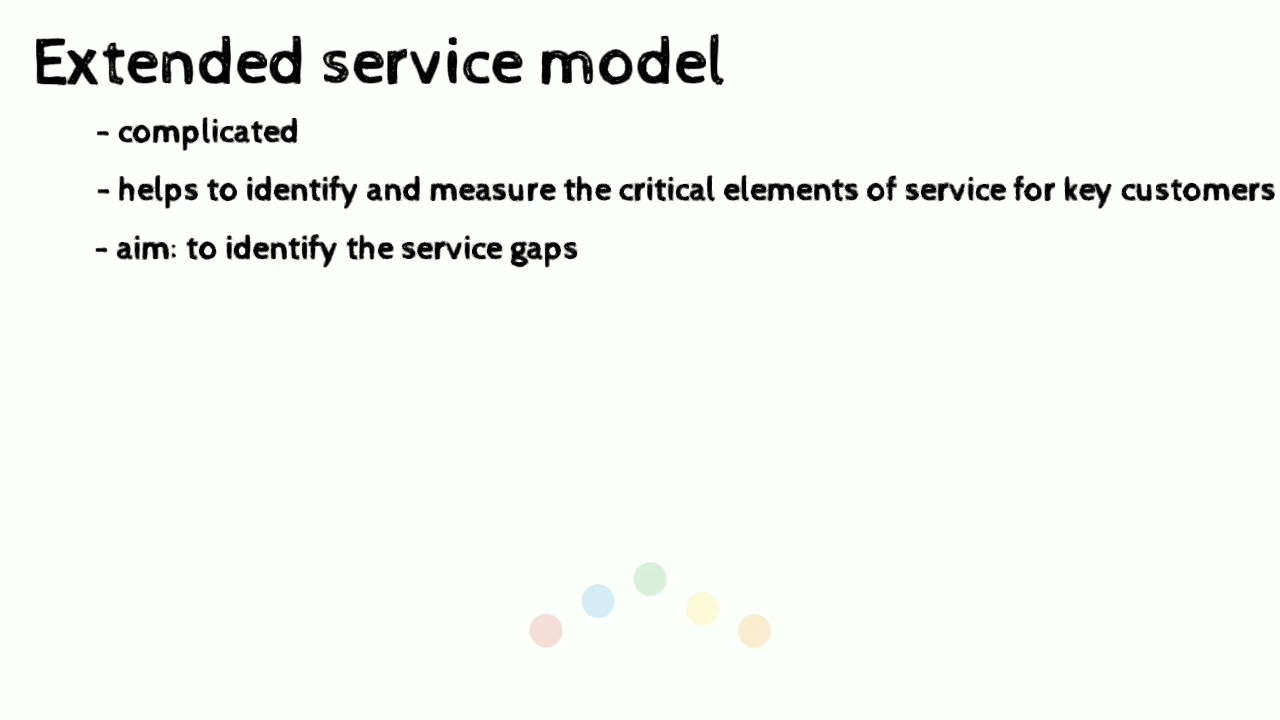 Extended service model
- complicated
- helps to identify and measure the critical elements of service for key customers
- aim: to identify the service gaps